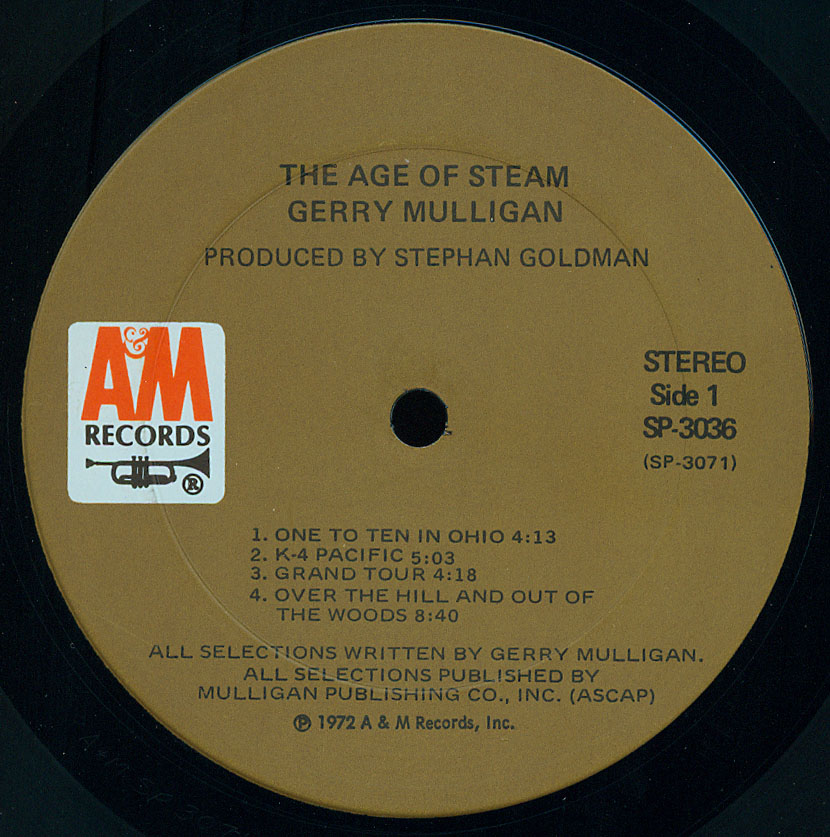 THE AGE OF STEAM
GERRY MULLIGAN
PRODUCED BY STEPHAN GOLDMAN
A&M
RECORDS
®
STEREO
Side 1
SP-3036
(SP-3071)
1. ONE TO TEN IN OHIO 4:13
2. K-4 PACIFIC 5:03
3. GRAND TOUR 4:18
4. OVER THE HILL AND OUT OF
THE WOODS 8:40
ALL SELECTIONS WRITTEN BY GERRY MULLIGAN.
ALL SELECTIONS PUBLISHED BY
MULLIGAN PUBLISHING CO., INC. (ASCAP)
℗ 1972 A & M Records, Inc.